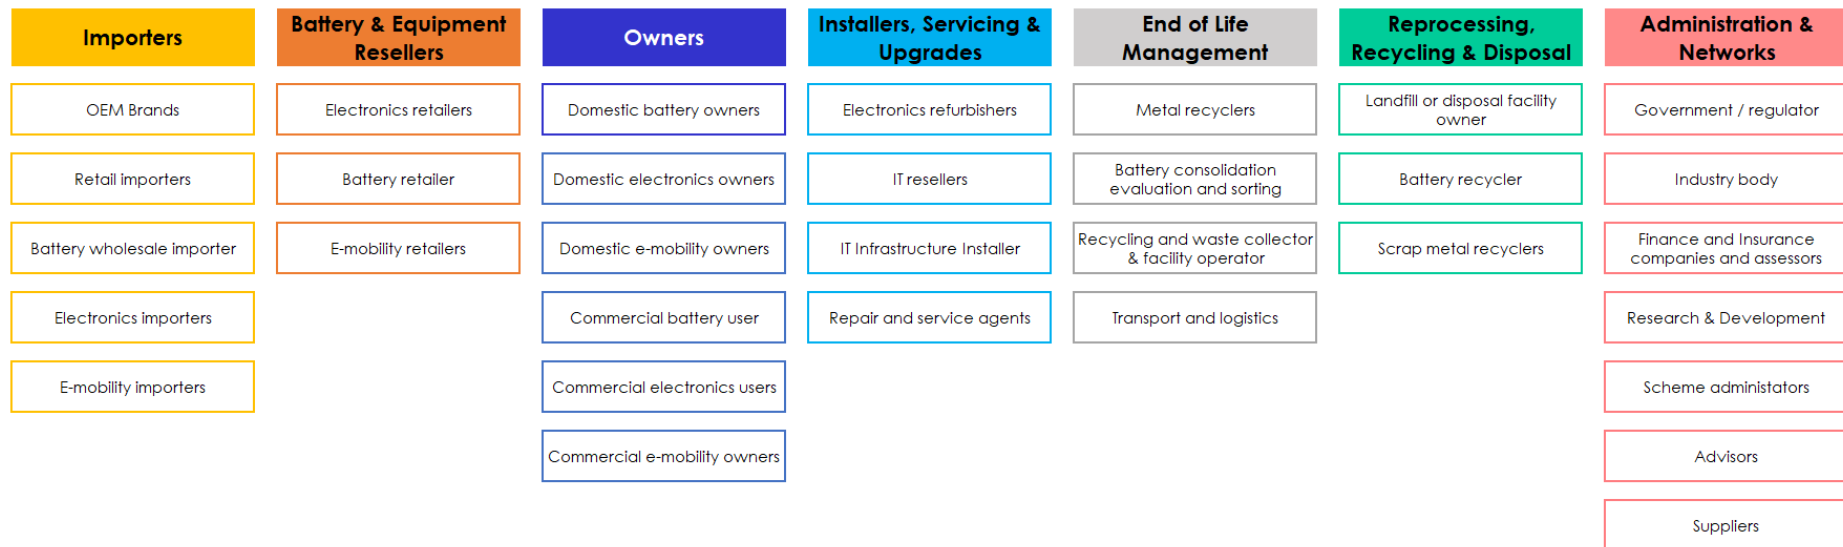 Importers
OEM Brands
Retail importers
Battery wholesale importer
Electronics importers
E-mobility importers
Battery & Equipment
Resellers
Electronics retailers
Battery retailer
E-mobility retailers
Owners
Domestic battery owners
Domestic electronics owners
Domestic e-mobility owners
Commercial battery user
Commercial electronics users
Commercial e-mobility owners
Installers, Servicing &
Upgrades
Electronics refurbishers
IT resellers
IT Infrastructure Installer
Repair and service agents
End of Life
Management
Metal recyclers
Battery consolidation
evaluation and sorting
Recycling and waste collector
& facility operator
Transport and logistics
Reprocessing,
Recycling & Disposal
Landfill or disposal facility
owner
Battery recycler
Scrap metal recyclers
Administration &
Networks
Government / regulator
Industry body
Finance and Insurance
companies and assessors
Research & Development
Scheme administators
Advisors
Suppliers